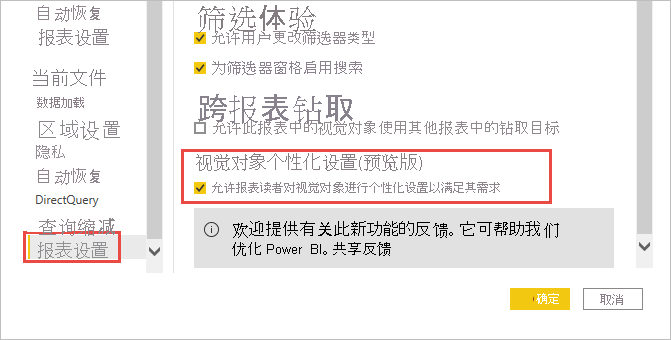 自动恢复
报表设置
当前文件
数据加载
区域设置
隐私
自动恢复
DirectQuery
查询缩减
报表设置
筛选体验
允许用户更改筛选器类型
为筛选器窗格启用搜索
跨报表钻取
允许此报表中的视觉对象使用其他报表中的钻取目标
视觉对象个性化设置(预览版)
允许报表读者对视觉对象进行个性化设置以满足其需求
欢迎提供有关此新功能的反馈。它可帮助我们
优化 Power BI。共享反馈
确定
取消